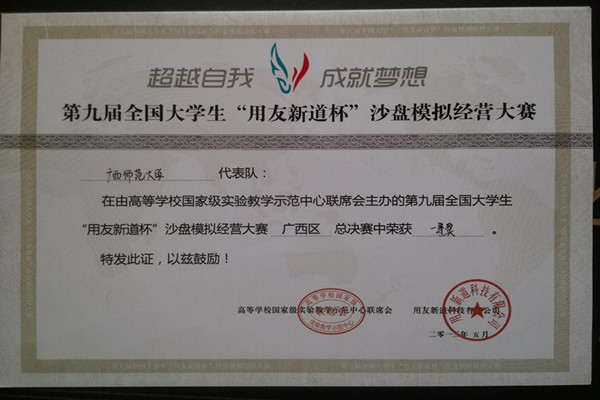 超越自我 成就梦想
第九届全国大学生“用友新道杯”沙盘模拟经营大赛
广西师范大学 代表队：
在由高等学校国家级实验教学示范中心联席会主办的第九届全国大学生
“用友新道杯”沙盘模拟经营大赛 广西区 总决赛中荣获 一等奖 。
特发此证，以兹鼓励！
高等学校国家级实验教学示范中心联席会 用友新道科技有限公司
二〇一三年五月